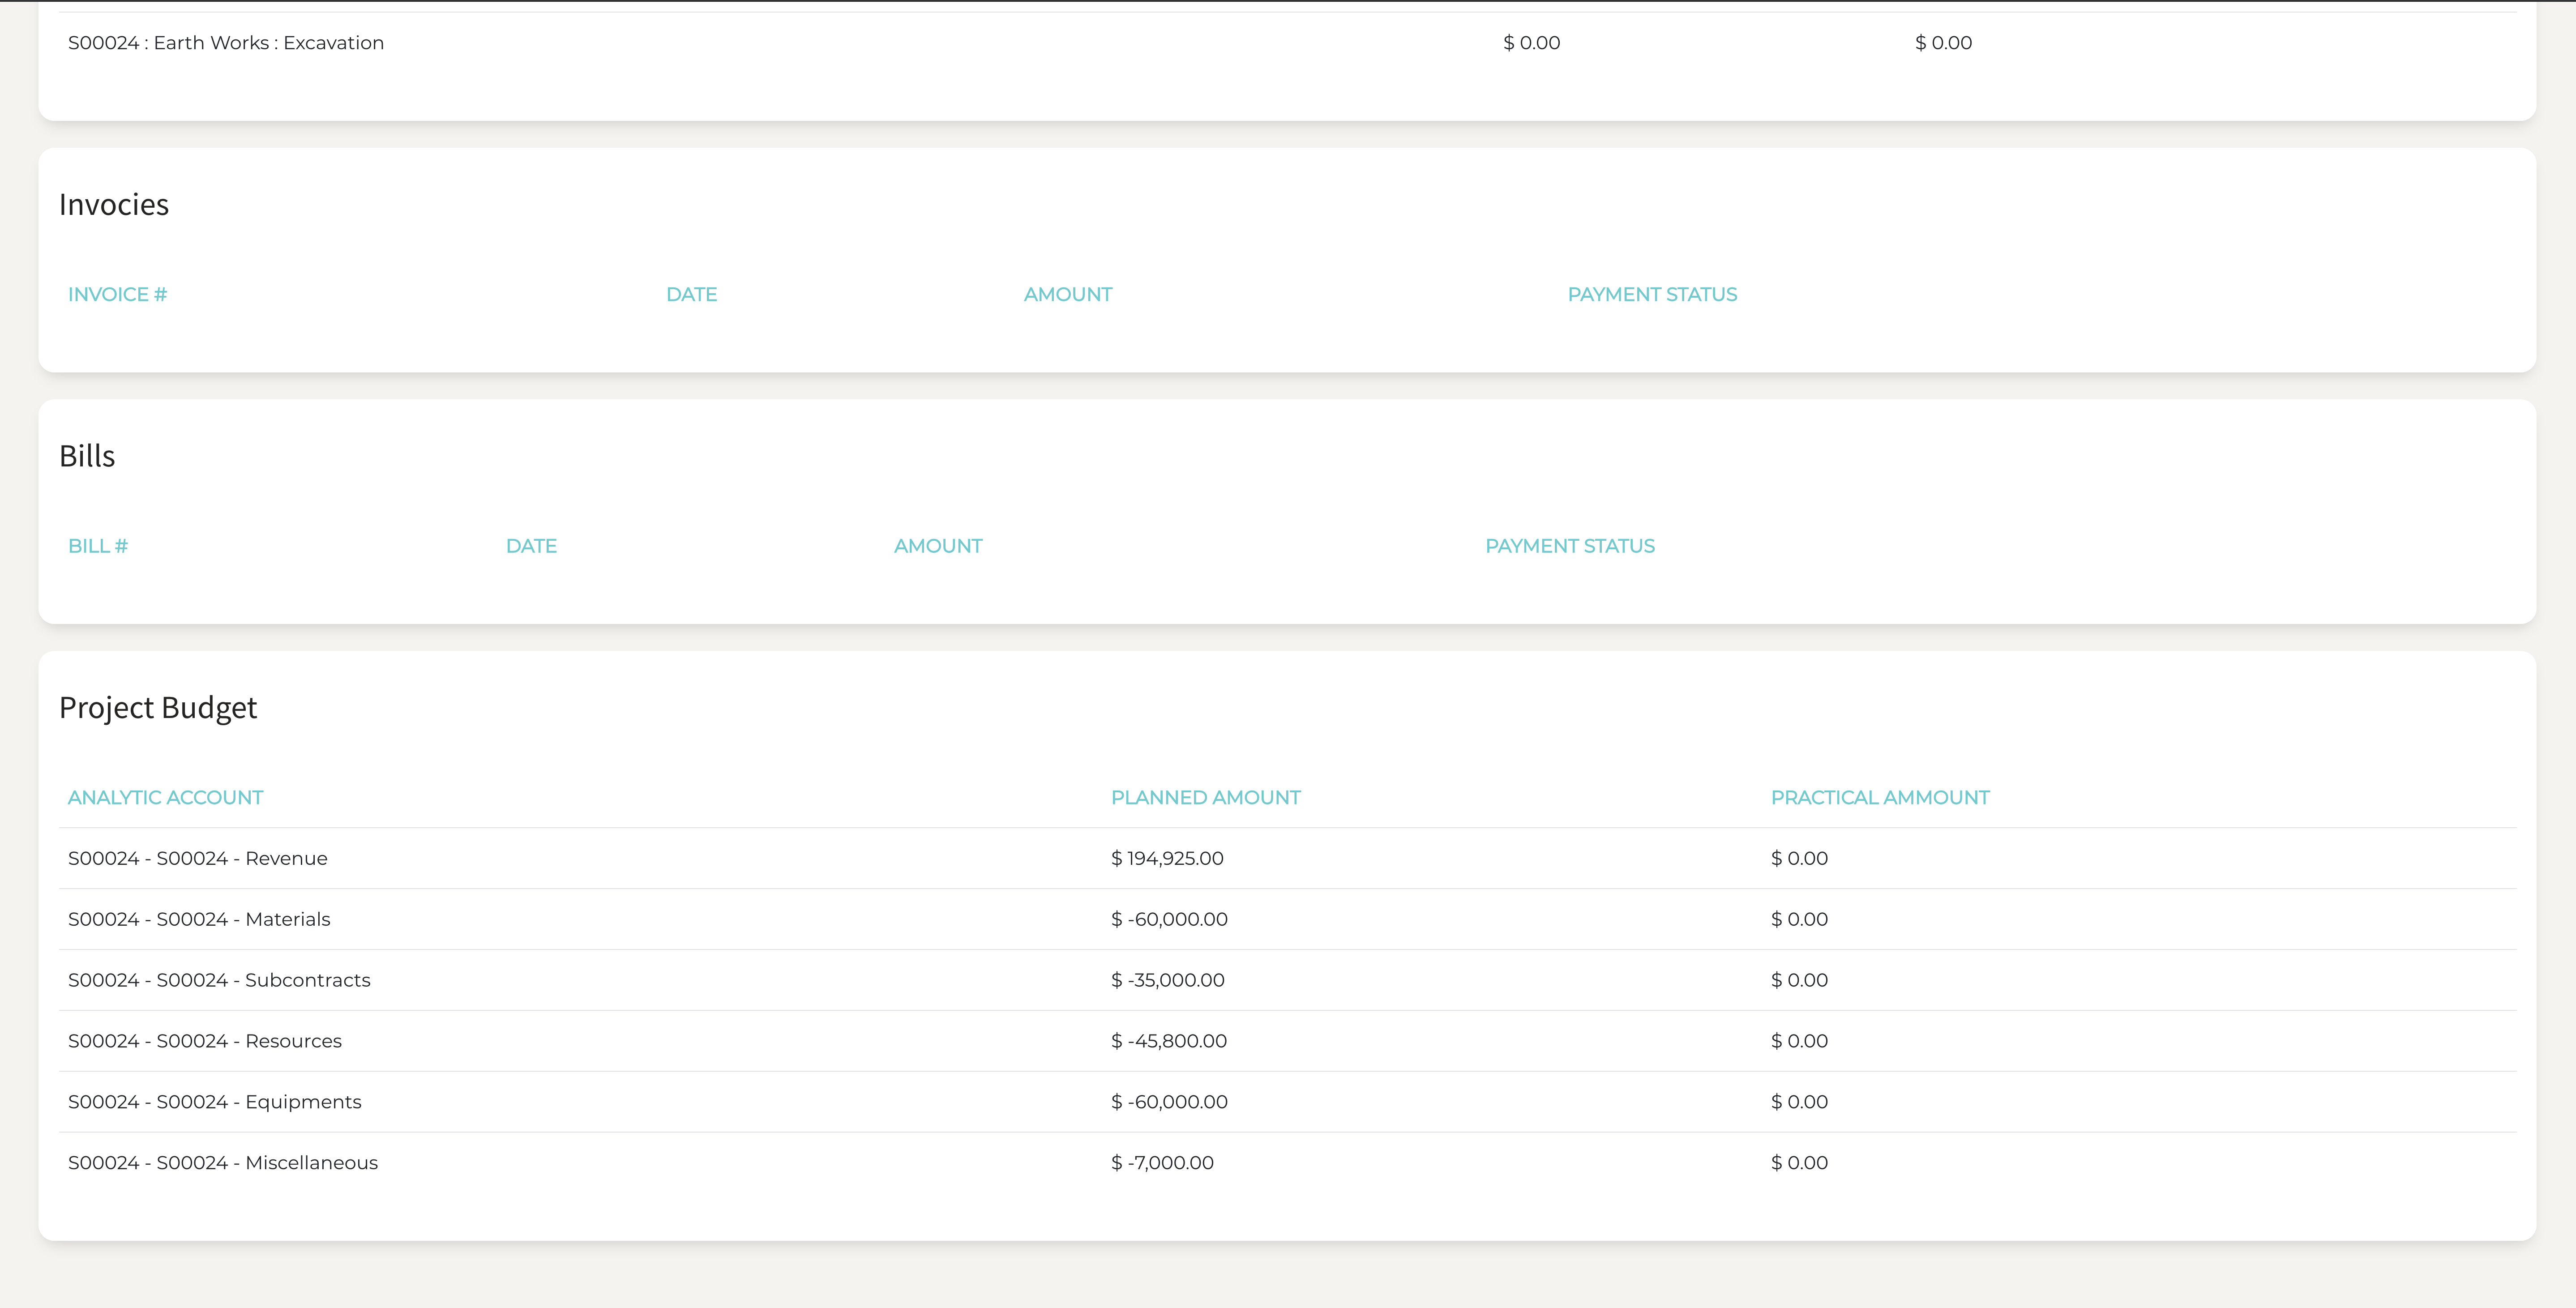 S00024 : Earth Works : Excavation $ 0.00 $ 0.00
Invocies
INVOICE # DATE AMOUNT PAYMENT STATUS
Bills
BILL # DATE AMOUNT PAYMENT STATUS
Project Budget
ANALYTIC ACCOUNT PLANNED AMOUNT PRACTICAL AMMOUNT
S00024 - S00024 - Revenue $ 194,925.00 $ 0.00
S00024 - S00024 - Materials $ -60,000.00 $ 0.00
S00024 - S00024 - Subcontracts $ -35,000.00 $ 0.00
S00024 - S00024 - Resources $ -45,800.00 $ 0.00
S00024 - S00024 - Equipments $ -60,000.00 $ 0.00
S00024 - S00024 - Miscellaneous $ -7,000.00 $ 0.00